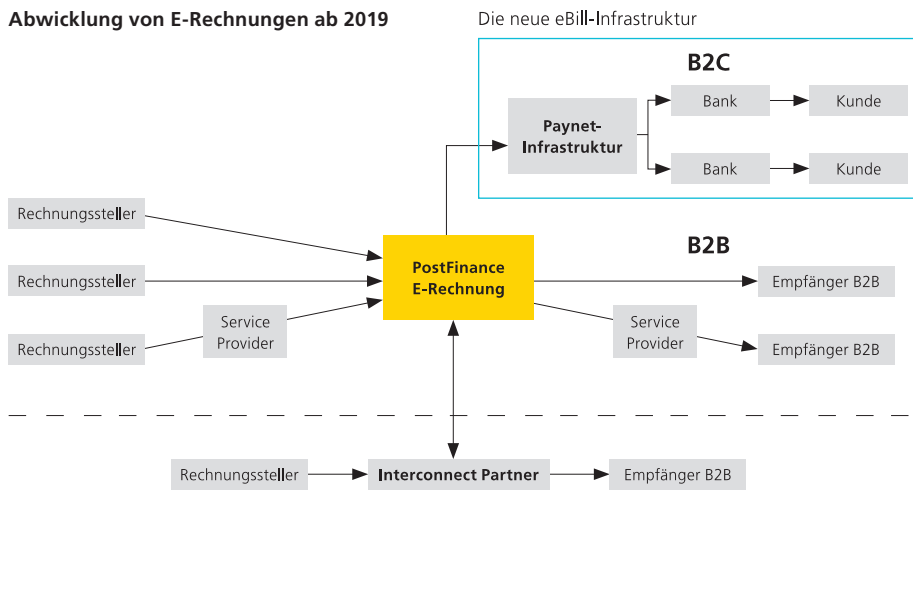 Abwicklung von E-Rechnungen ab 2019
Die neue eBill-Infrastruktur
B2C
Bank
Kunde
Paynet-
Infrastruktur
Bank
Kunde
Rechnungssteller
B2B
PostFinance
E-Rechnung
Rechnungssteller
Empfänger B2B
Service
Provider
Service
Provider
Rechnungssteller
Empfänger B2B
Rechnungssteller
Interconnect Partner
Empfänger B2B